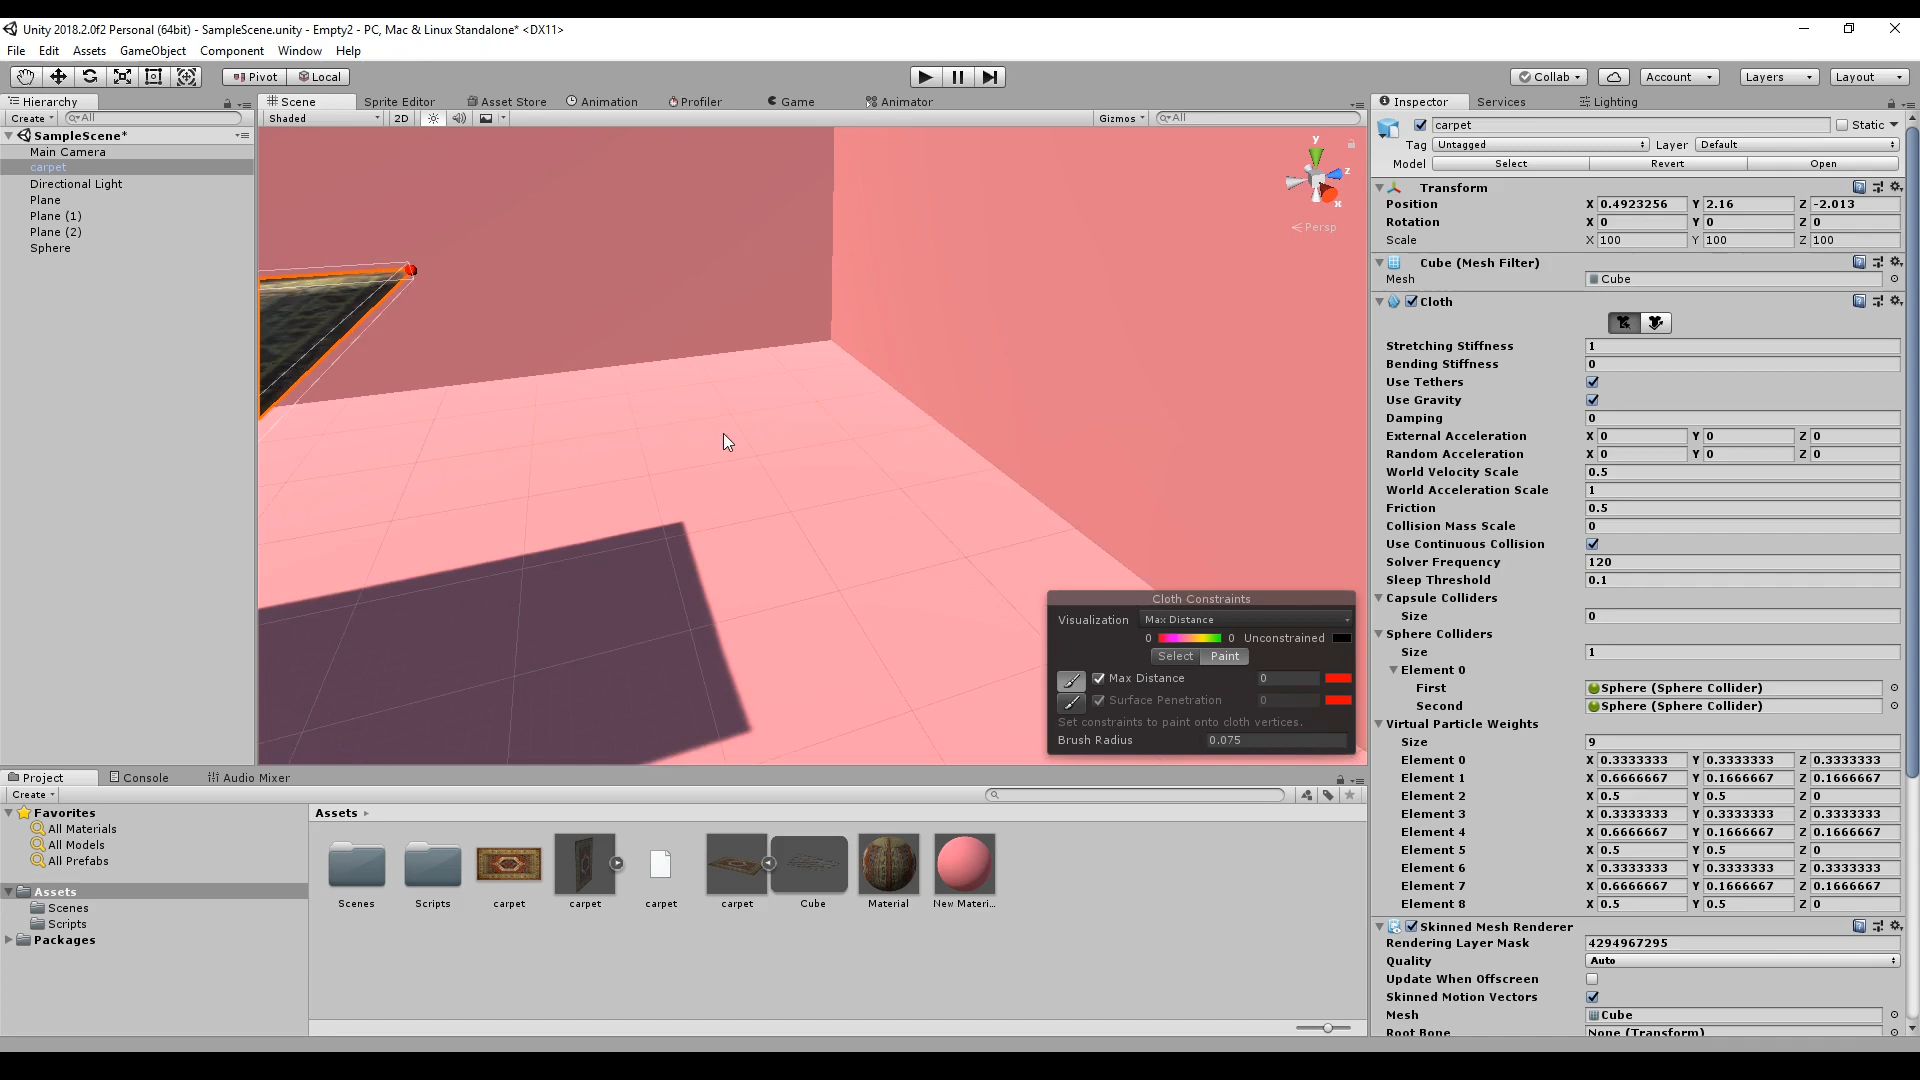 Unity 2018.2.0f2 Personal (64bit) - SampleScene.unity - Empty2 - PC, Mac & Linux Standalone* <DX11>
File Edit Assets GameObject Component Window Help
Pivot Local Collab Account Layers Layout
Hierarchy
Create All
SampleScene*
Main Camera
carpet
Directional Light
Plane
Plane (1)
Plane (2)
Sphere
Scene Sprite Editor Asset Store Animation Profiler Game Animator
Shaded 2D Gizmos All
y
z
x
Persp
Cloth Constraints
Visualization Max Distance
0 0 Unconstrained
Select Paint
Max Distance 0
Surface Penetration 0
Set constraints to paint onto cloth vertices.
Brush Radius 0.075
Inspector Services Lighting
carpet Static
Tag Untagged Layer Default
Model Select Revert Open
Transform
Position X 0.4923256 Y 2.16 Z -2.013
Rotation X 0 Y 0 Z 0
Scale X 100 Y 100 Z 100
Cube (Mesh Filter)
Mesh Cube
Cloth
Stretching Stiffness 1
Bending Stiffness 0
Use Tethers
Use Gravity
Damping 0
External Acceleration X 0 Y 0 Z 0
Random Acceleration X 0 Y 0 Z 0
World Velocity Scale 0.5
World Acceleration Scale 1
Friction 0.5
Collision Mass Scale 0
Use Continuous Collision
Solver Frequency 120
Sleep Threshold 0.1
Capsule Colliders
Size 0
Sphere Colliders
Size 1
Element 0
First Sphere (Sphere Collider)
Second Sphere (Sphere Collider)
Virtual Particle Weights
Size 9
Element 0 X 0.3333333 Y 0.3333333 Z 0.3333333
Element 1 X 0.6666667 Y 0.1666667 Z 0.1666667
Element 2 X 0.5 Y 0.5 Z 0
Element 3 X 0.3333333 Y 0.3333333 Z 0.3333333
Element 4 X 0.6666667 Y 0.1666667 Z 0.1666667
Element 5 X 0.5 Y 0.5 Z 0
Element 6 X 0.3333333 Y 0.3333333 Z 0.3333333
Element 7 X 0.6666667 Y 0.1666667 Z 0.1666667
Element 8 X 0.5 Y 0.5 Z 0
Skinned Mesh Renderer
Rendering Layer Mask 4294967295
Quality Auto
Update When Offscreen
Skinned Motion Vectors
Mesh Cube
Root Bone None (Transform)
Project Console Audio Mixer
Create
Favorites
All Materials
All Models
All Prefabs
Assets
Scenes
Scripts
Packages
Assets
Scenes Scripts carpet carpet carpet carpet Cube Material New Materi...